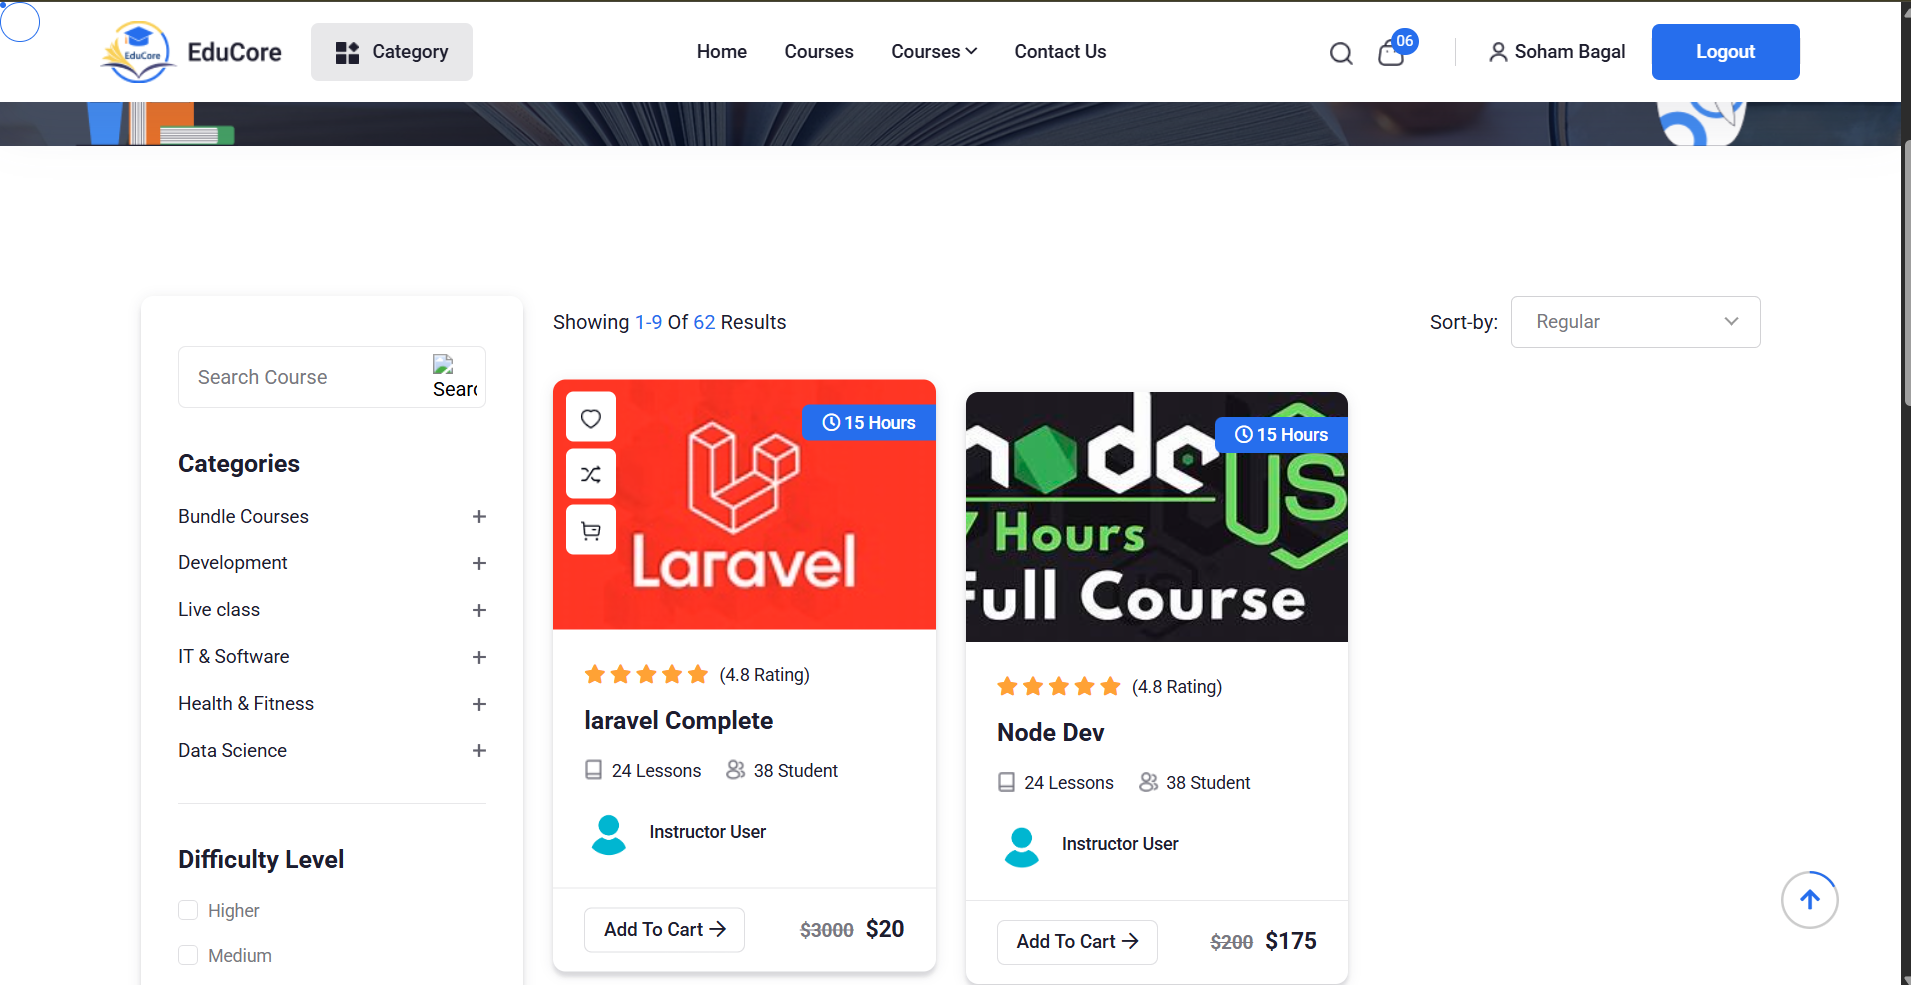 EduCore
EduCore
Category
Home
Courses
Courses
Contact Us
06
Soham Bagal
Logout
Showing 1-9 Of 62 Results
Sort-by:
Regular
Search Course
Categories
Bundle Courses
Development
Live class
IT & Software
Health & Fitness
Data Science
Difficulty Level
Higher
Medium
15 Hours
Laravel
(4.8 Rating)
laravel Complete
24 Lessons
38 Student
Instructor User
Add To Cart
$3000 $20
15 Hours
node
JS
7 Hours
Full Course
(4.8 Rating)
Node Dev
24 Lessons
38 Student
Instructor User
Add To Cart
$200 $175